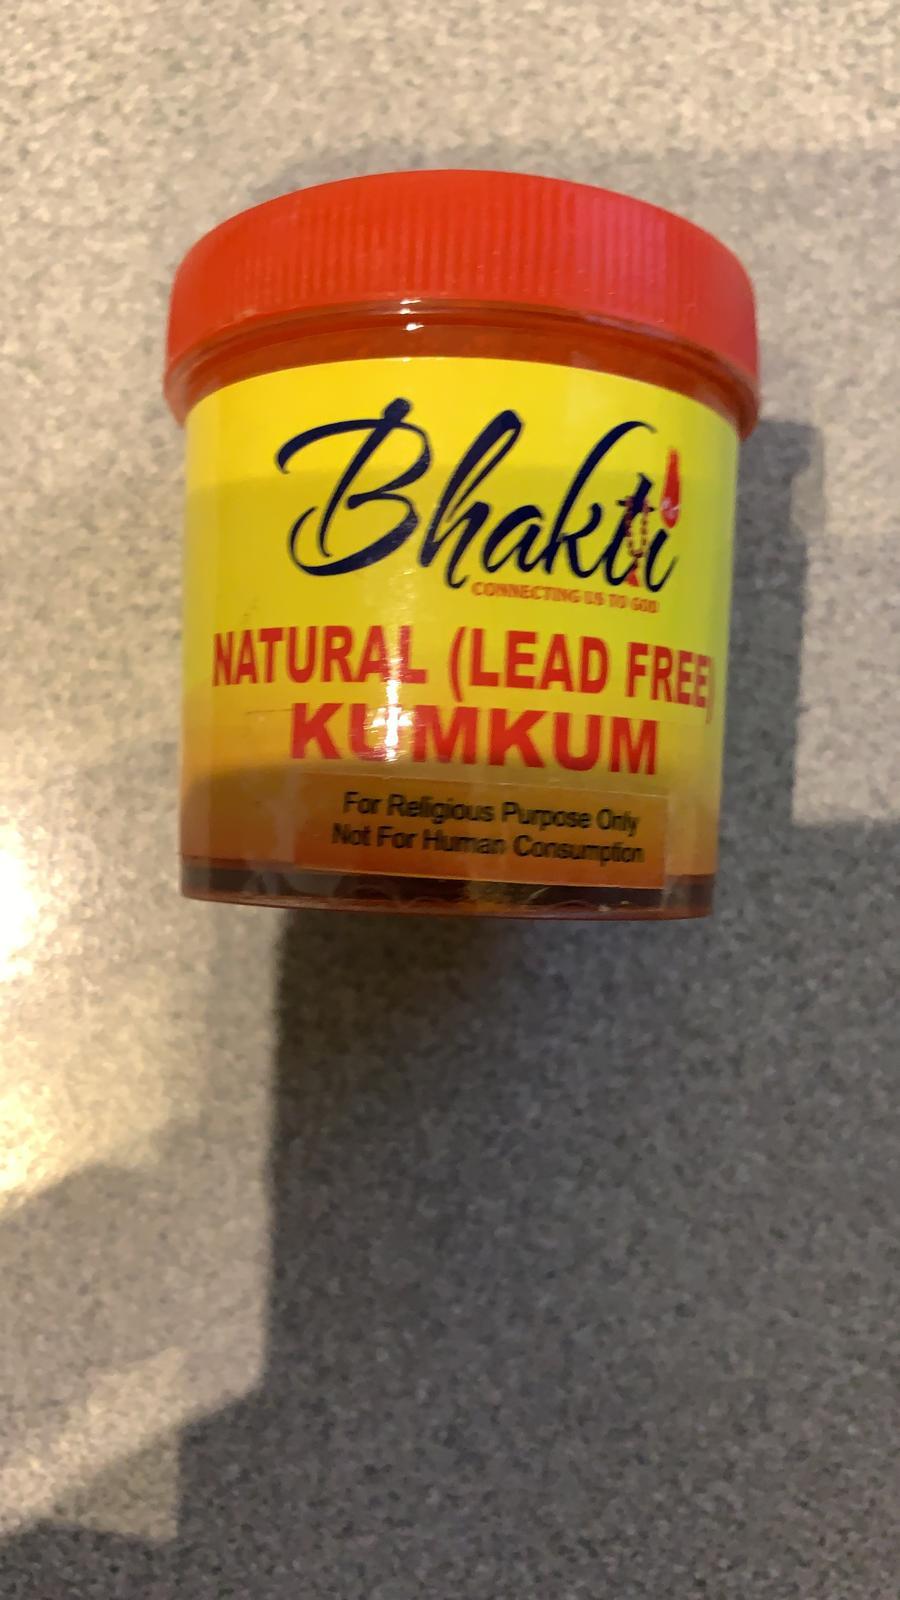 Bhakti
CONNECTING US TO GOD
NATURAL (LEAD FREE)
KUMKUM
For Religious Purpose Only
Not For Human Consumption